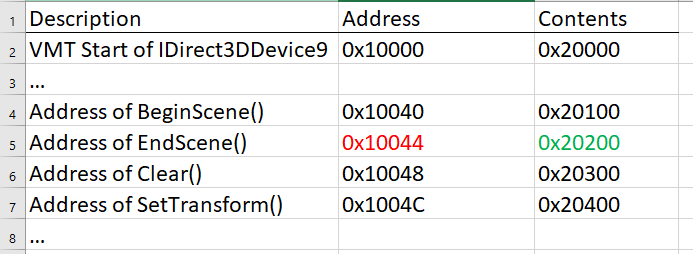 1 Description Address Contents
2 VMT Start of IDirect3DDevice9 0x10000 0x20000
3 ...
4 Address of BeginScene() 0x10040 0x20100
5 Address of EndScene() 0x10044 0x20200
6 Address of Clear() 0x10048 0x20300
7 Address of SetTransform() 0x1004C 0x20400
8 ...